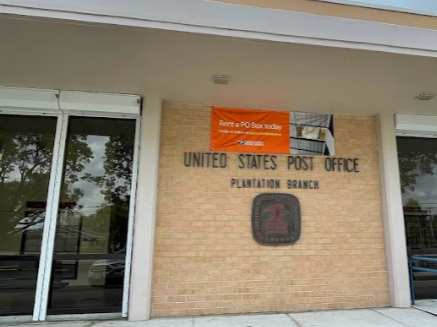 Rent a PO Box today
UNITED STATES POST OFFICE
PLANTATION BRANCH